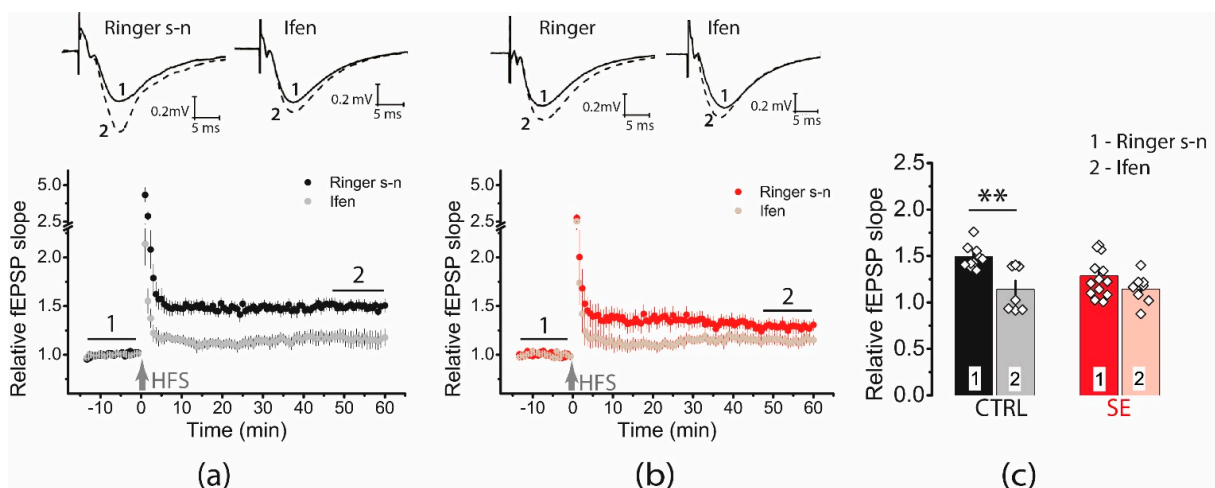 Ringer s-n
Ifen
1
2
0.2mV
5 ms
1
2
0.2 mV
5 ms
Relative fEPSP slope
5.0
2.5
2.0
1.5
1.0
Ringer s-n
Ifen
1
2
HFS
-10 0 10 20 30 40 50 60
Time (min)
(a)
Ringer
Ifen
1
2
0.2mV
5 ms
1
2
0.2 mV
5 ms
Relative fEPSP slope
5.0
2.5
2.0
1.5
1.0
Ringer s-n
Ifen
1
2
HFS
-10 0 10 20 30 40 50 60
Time (min)
(b)
1 - Ringer s-n
2 - Ifen
Relative fEPSP slope
2.5
2.0
1.5
1.0
0.5
0.0
**
1 2 1 2
CTRL SE
(c)